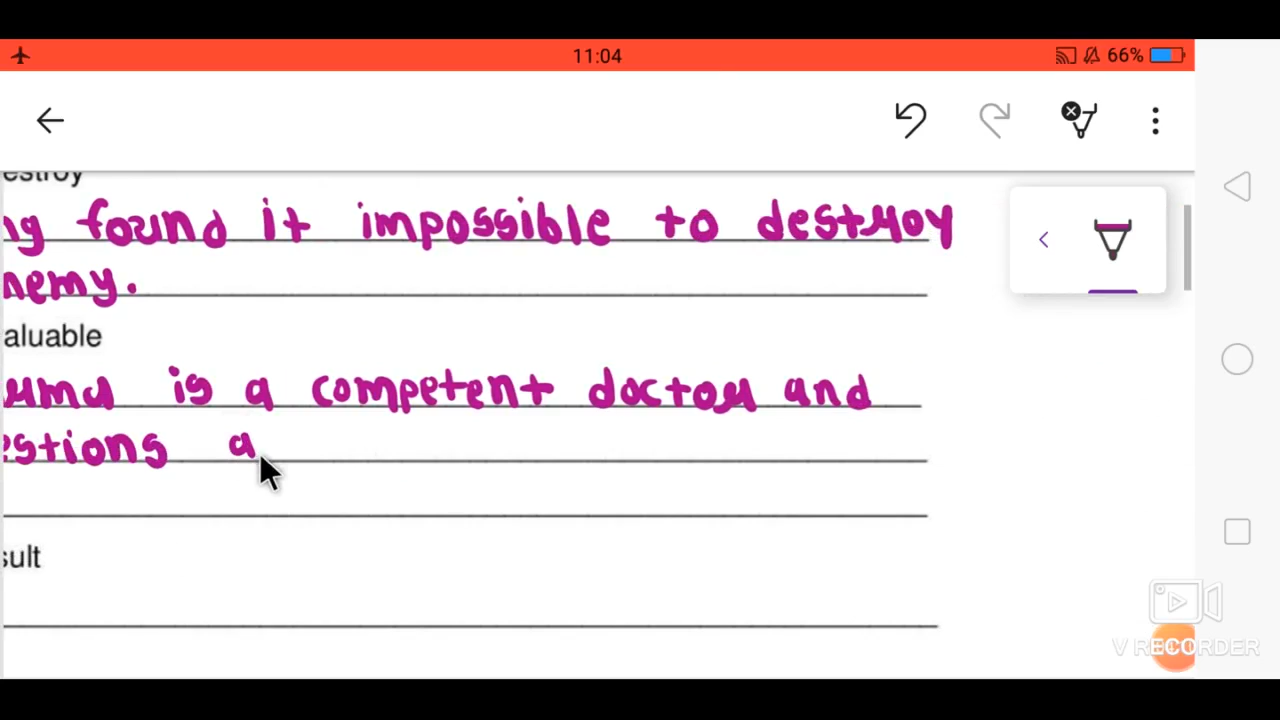 11:04
66%
estroy
ng found it impossible to destroy
nemy.
aluable
uma is a competent doctor and
estions a
sult
V RECORDER